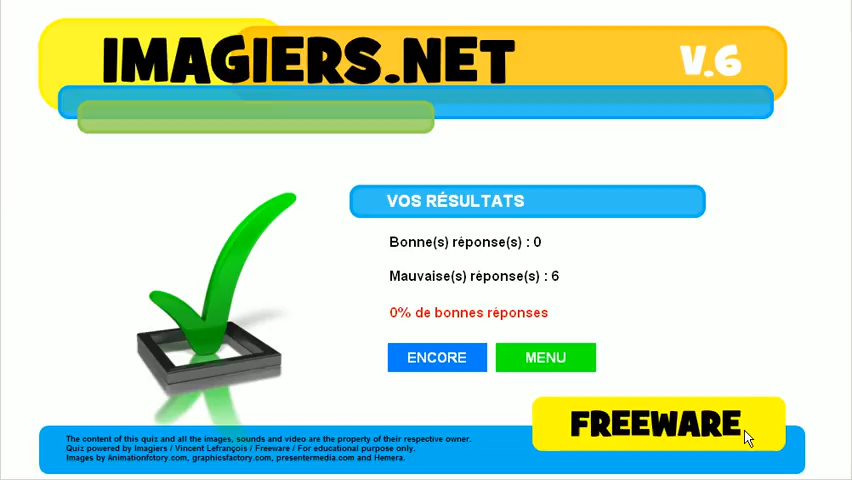 IMAGIERS.NET
V.6
VOS RÉSULTATS
Bonne(s) réponse(s) : 0
Mauvaise(s) réponse(s) : 6
0% de bonnes réponses
ENCORE
MENU
FREEWARE
The content of this quiz and all the images, sounds and video are the property of their respective owner.
Quiz powered by Imagiers / Vincent Lefrançois / Freeware / For educational purpose only.
Images by Animationfctory.com, graphicsfactory.com, presentermedia.com and Hemera.